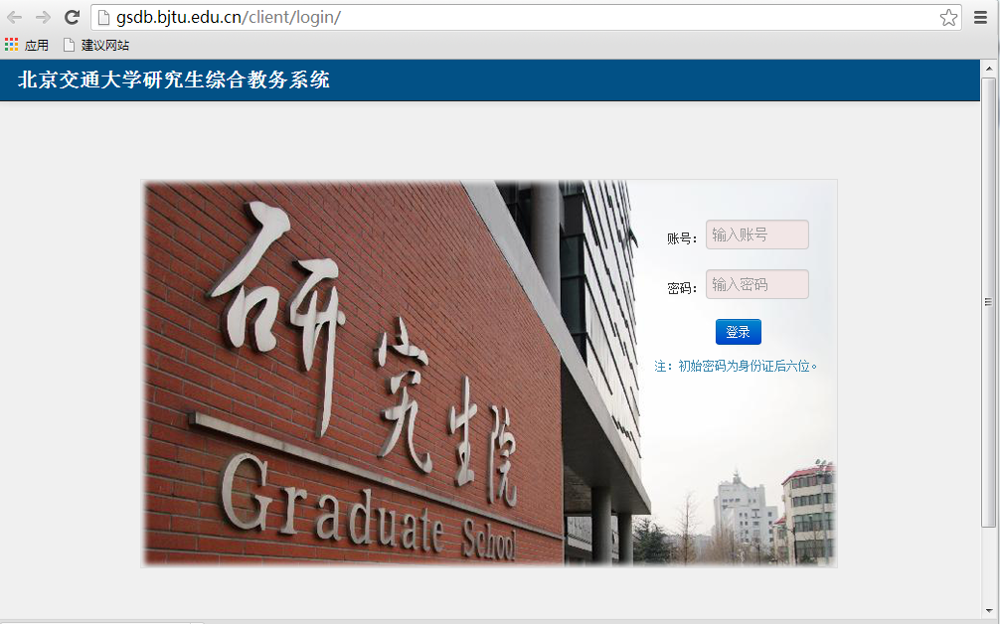 gsdb.bjtu.edu.cn/client/login/
应用 建议网站
北京交通大学研究生综合教务系统
研究生院
Graduate School
账号： 输入账号
密码： 输入密码
登录
注：初始密码为身份证后六位。